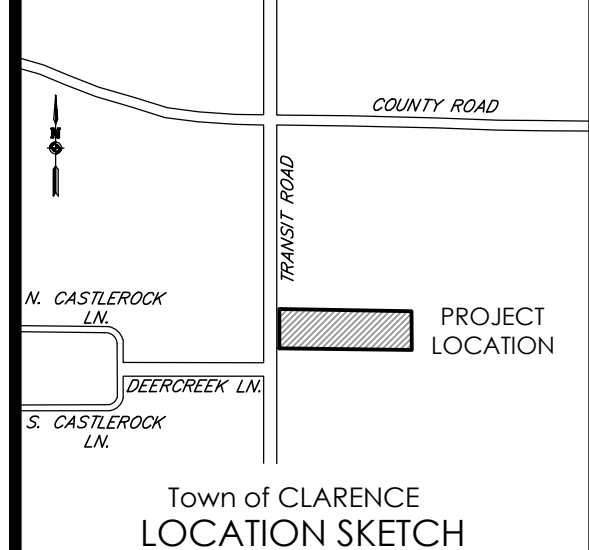 COUNTY ROAD
N
TRANSIT ROAD
N. CASTLEROCK
LN.
PROJECT
LOCATION
DEERCREEK LN.
S. CASTLEROCK
LN.
Town of CLARENCE
LOCATION SKETCH